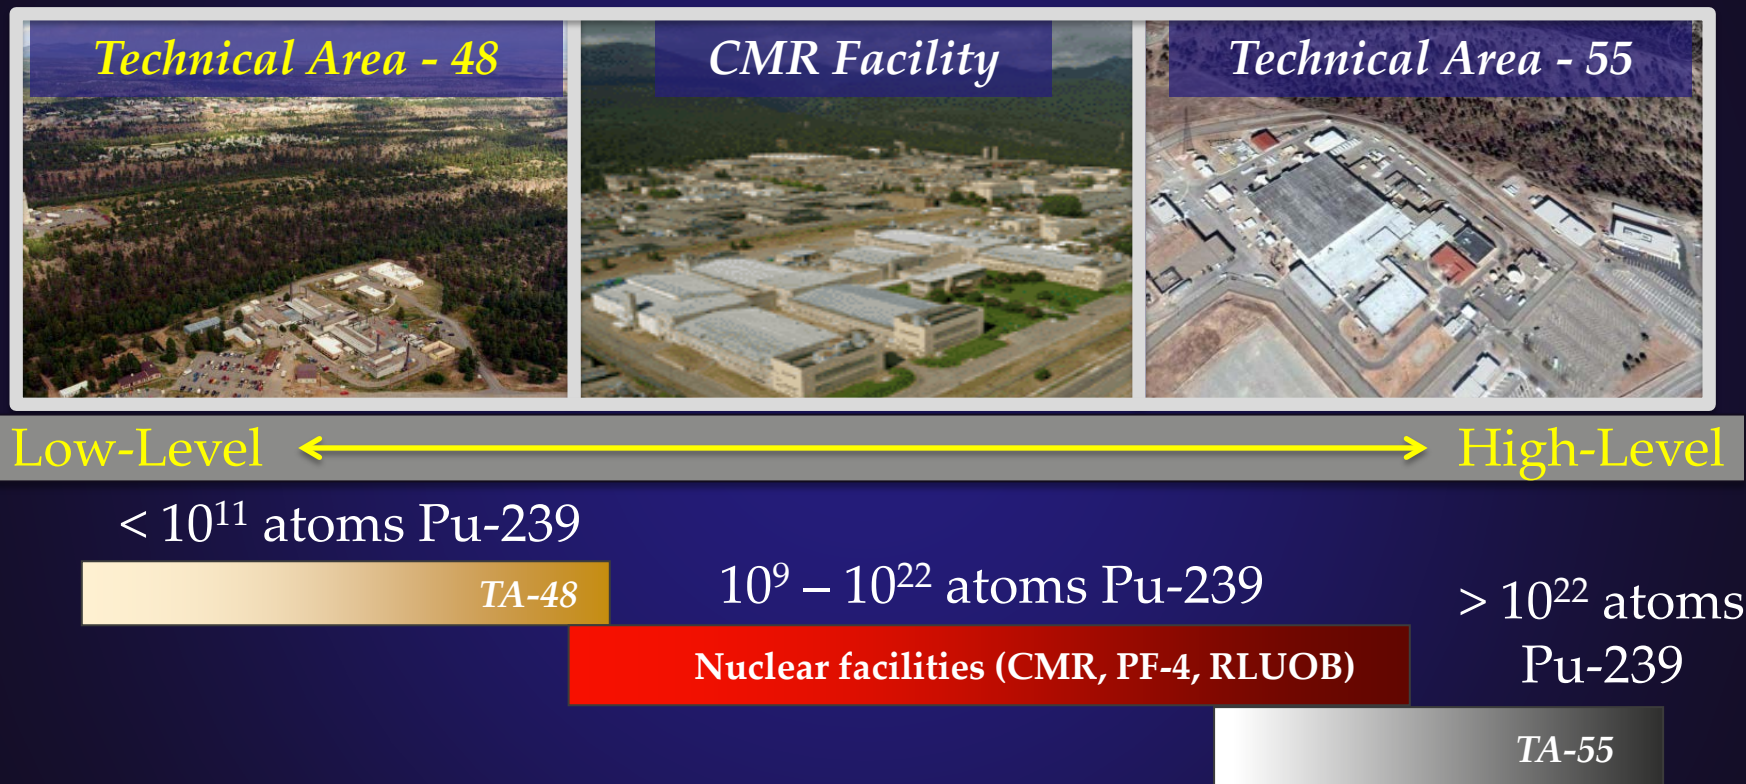 Technical Area - 48
CMR Facility
Technical Area - 55
Low-Level
High-Level
< 10¹¹ atoms Pu-239
TA-48
10⁹ – 10²² atoms Pu-239
Nuclear facilities (CMR, PF-4, RLUOB)
> 10²² atoms
Pu-239
TA-55